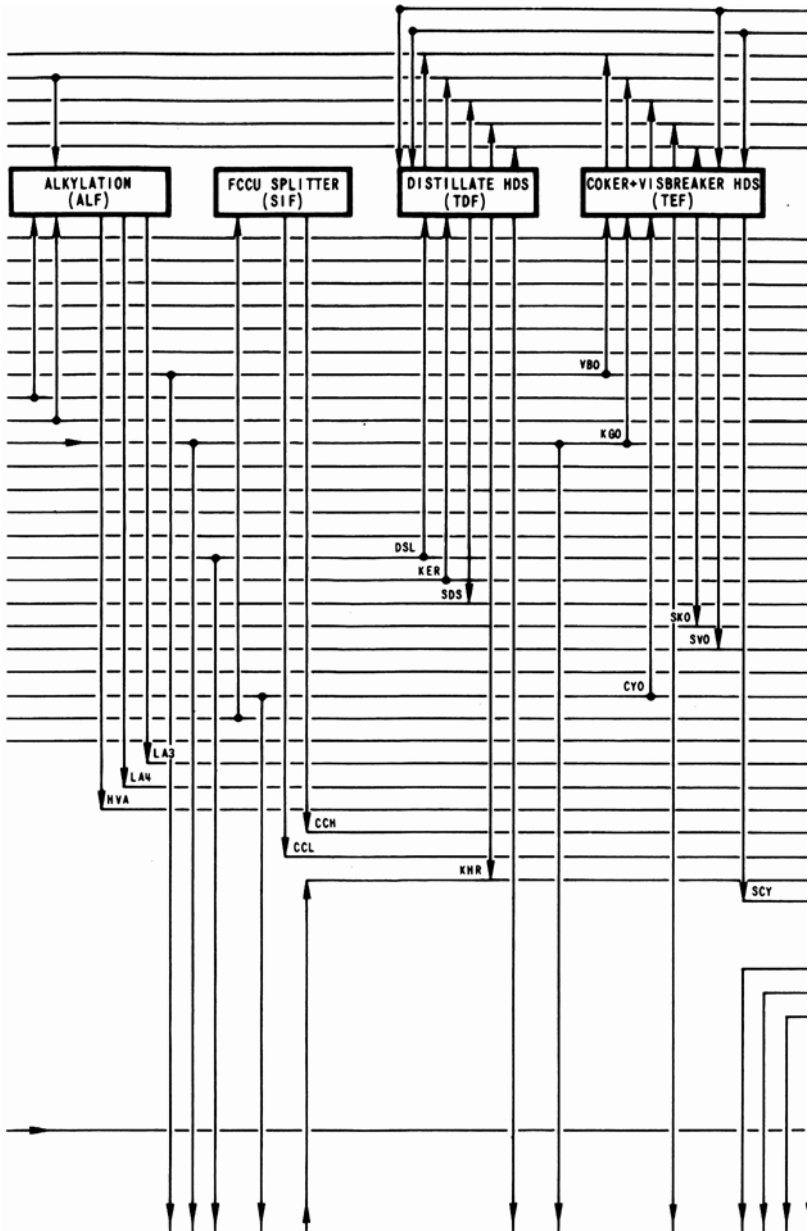 ALKYLATION
(ALF)
FCCU SPLITTER
(SIF)
DISTILLATE HDS
(TDF)
COKER+VISBREAKER HDS
(TEF)
VBO
KGO
DSL
KER
SDS
SKO
SVO
CYO
LA3
LA4
HVA
CCH
CCL
KHR
SCY